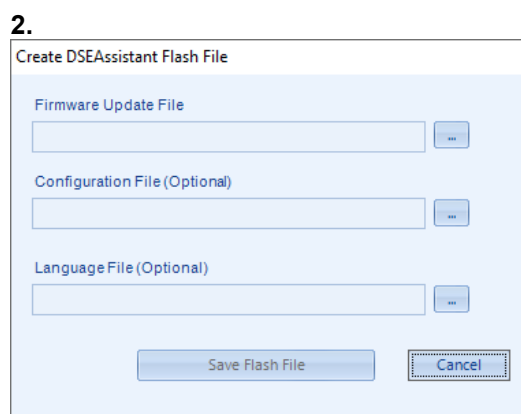 2.
Create DSEAssistant Flash File
Firmware Update File
...
Configuration File (Optional)
...
Language File (Optional)
...
Save Flash File Cancel